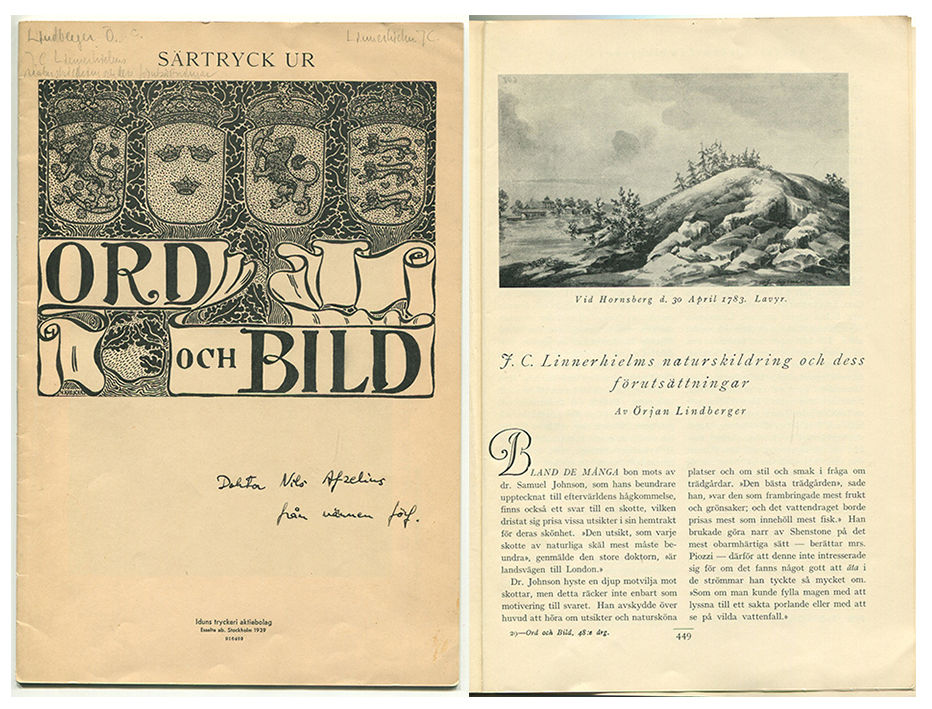 Lindberger Ö.
Linnerhielm J.C.
J C Linnerhielms
SÄRTRYCK UR
ORD
OCH BILD
Doktor Nils Afzelius
från vännen förf.
Iduns tryckeri aktiebolag
Esselte ab. Stockholm 1939
Vid Hornsberg d. 30 April 1783. Lavyr.
J. C. Linnerhielms naturskildring och dess
förutsättningar
Av Örjan Lindberger
BLAND DE MÅNGA bon mots av
dr. Samuel Johnson, som hans beundrare
upptecknat till eftervärldens hågkommelse,
finns också ett svar till en skotte, vilken
dristat sig prisa vissa utsikter i sin hemtrakt
för deras skönhet. »Den utsikt, som varje
skotte av naturliga skäl mest måste be-
undra», genmälde den store doktorn, »är
landsvägen till London.»
Dr. Johnson hyste en djup motvilja mot
skottar, men detta räcker inte enbart som
motivering till svaret. Han avskydde över
huvud att höra om utsikter och natursköna
platser och om stil och smak i fråga om
trädgårdar. »Den bästa trädgården», sade
han, »var den som frambringade mest frukt
och grönsaker; och det vattendraget borde
prisas mest som innehöll mest fisk.» Han
brukade göra narr av Shenstone på det
mest obarmhärtiga sätt — berättar mrs.
Piozzi — därför att denne inte intresserade
sig för om det fanns något gott att äta i
de strömmar han tyckte så mycket om.
»Som om man kunde fylla magen med att
lyssna till ett sakta porlande eller med att
se på vilda vattenfall.»
29—Ord och Bild, 48:e årg.
449